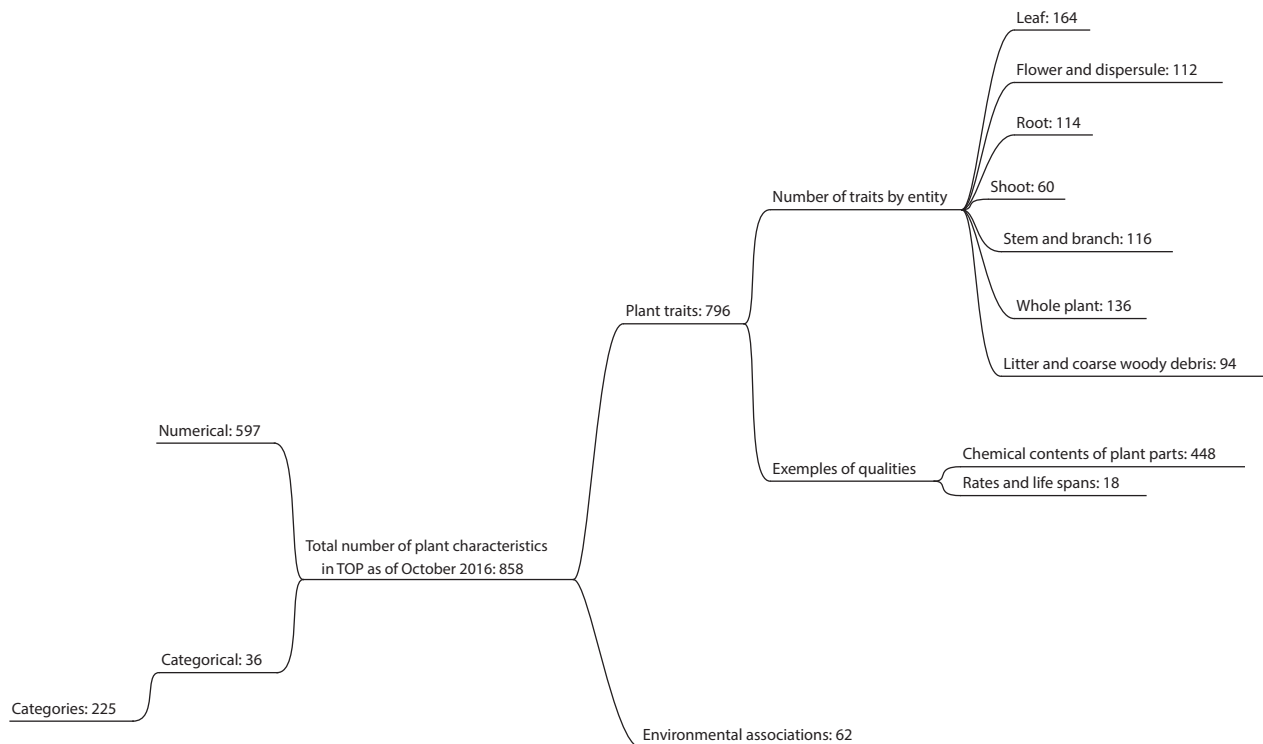 Leaf: 164
Flower and dispersule: 112
Root: 114
Shoot: 60
Number of traits by entity
Stem and branch: 116
Whole plant: 136
Plant traits: 796
Litter and coarse woody debris: 94
Numerical: 597
Chemical contents of plant parts: 448
Exemples of qualities
Rates and life spans: 18
Total number of plant characteristics
in TOP as of October 2016: 858
Categorical: 36
Categories: 225
Environmental associations: 62